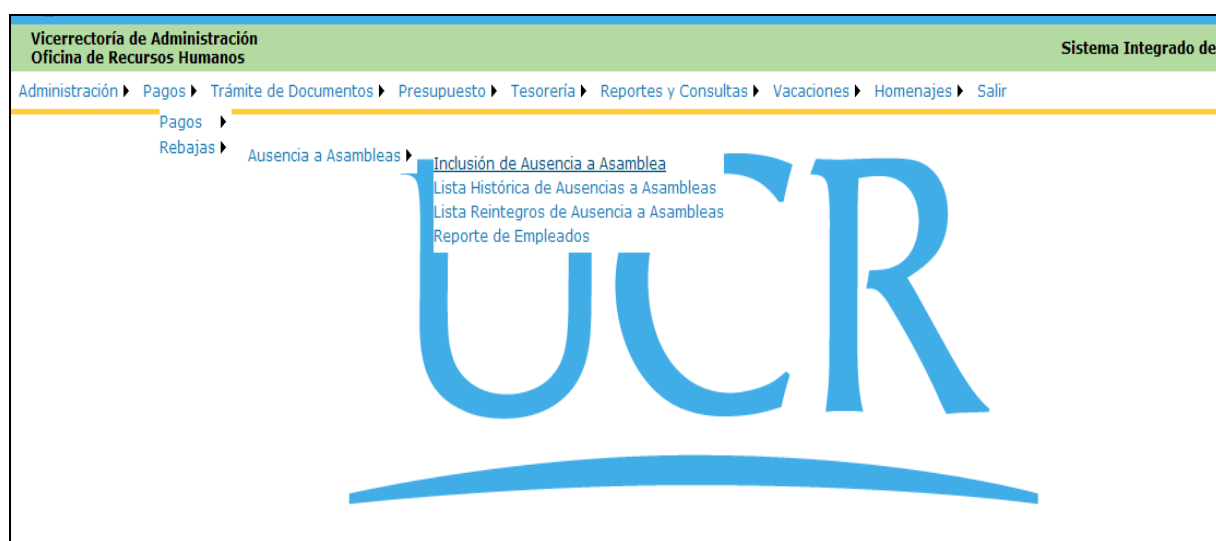 Vicerrectoría de Administración
Oficina de Recursos Humanos
Sistema Integrado de
Administración Pagos Trámite de Documentos Presupuesto Tesorería Reportes y Consultas Vacaciones Homenajes Salir
Pagos
Rebajas
Ausencia a Asambleas
Inclusión de Ausencia a Asamblea
Lista Histórica de Ausencias a Asambleas
Lista Reintegros de Ausencia a Asambleas
Reporte de Empleados
UCR